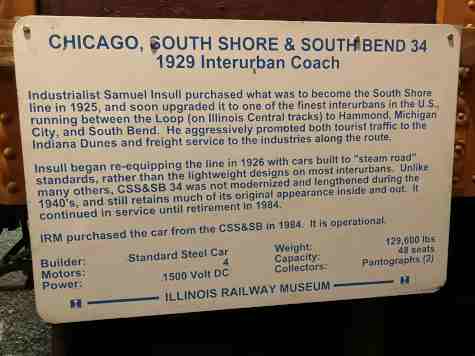 CHICAGO, SOUTH SHORE & SOUTH BEND 34
1929 Interurban Coach
Industrialist Samuel Insull purchased what was to become the South Shore
line in 1925, and soon upgraded it to one of the finest interurbans in the U.S.,
running between the Loop (on Illinois Central tracks) to Hammond, Michigan
City, and South Bend. He aggressively promoted both tourist traffic to the
Indiana Dunes and freight service to the industries along the route.
Insull began re-equipping the line in 1926 with cars built to "steam road"
standards, rather than the lightweight designs on most interurbans. Unlike
many others, CSS&SB 34 was not modernized and lengthened during the
1940's, and still retains much of its original appearance inside and out. It
continued in service until retirement in 1984.
IRM purchased the car from the CSS&SB in 1984. It is operational.
Builder: Standard Steel Car Weight: 129,600 lbs
Motors: 4 Capacity: 48 seats
Power: 1500 Volt DC Collectors: Pantographs (2)
ILLINOIS RAILWAY MUSEUM